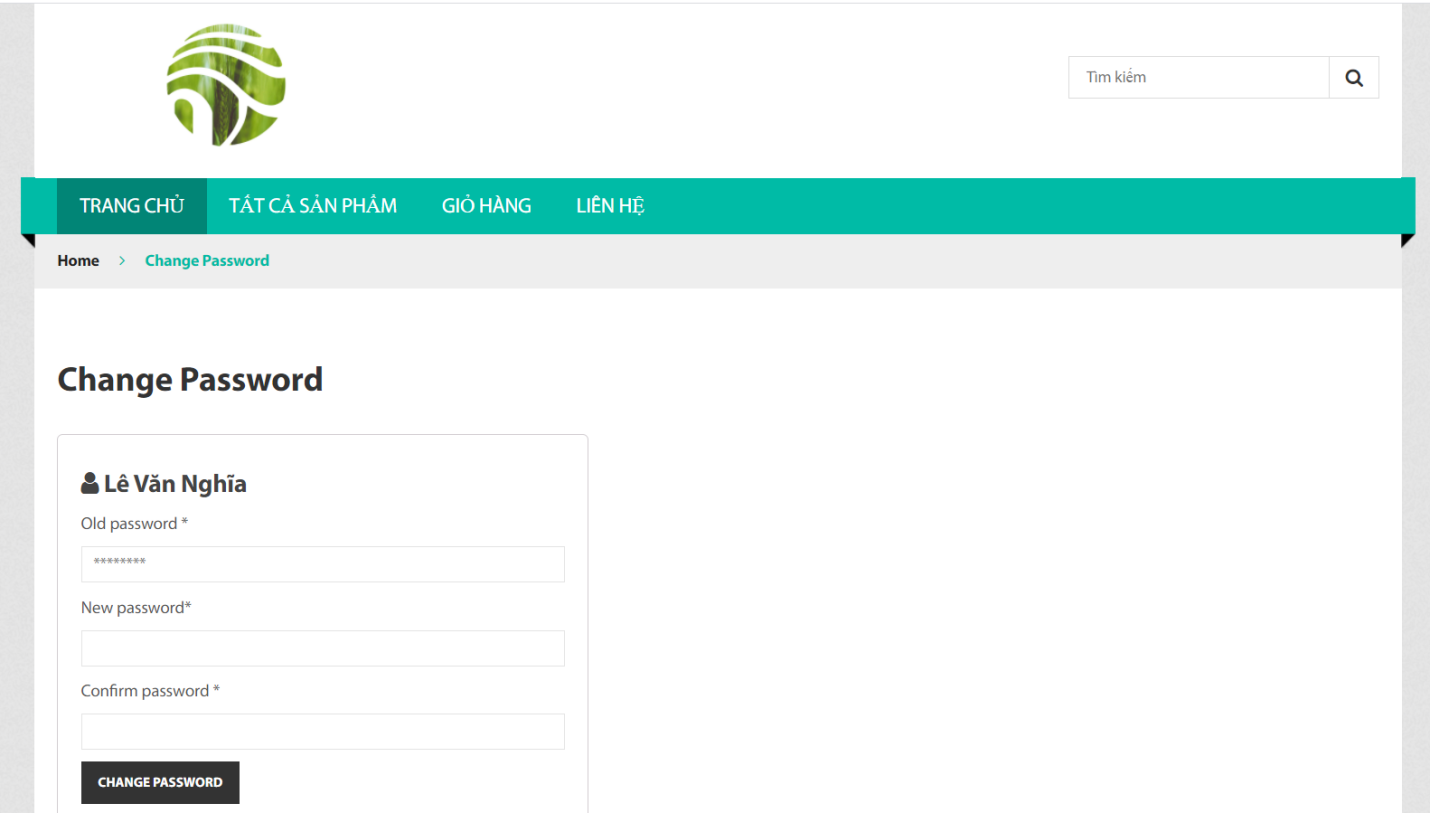 Tìm kiếm
TRANG CHỦ TẤT CẢ SẢN PHẨM GIỎ HÀNG LIÊN HỆ
Home > Change Password
Change Password
Lê Văn Nghĩa
Old password *
********
New password*
Confirm password *
CHANGE PASSWORD